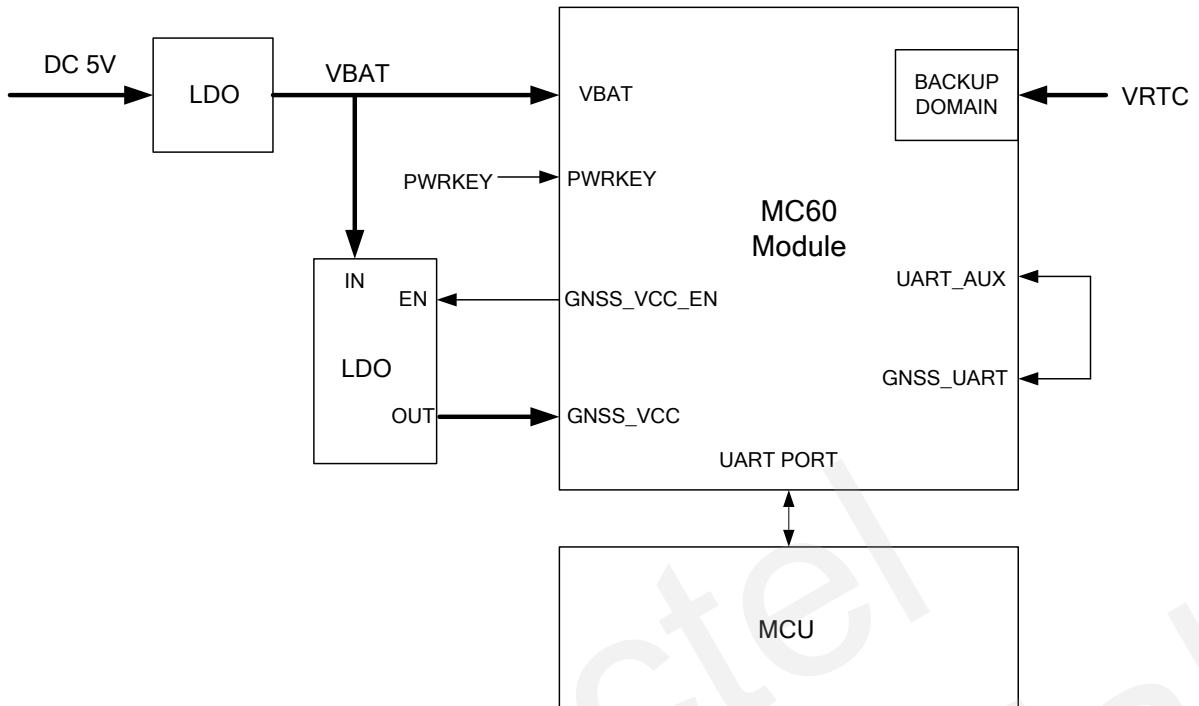 DC 5V
LDO
VBAT
VBAT
BACKUP
DOMAIN
VRTC
PWRKEY
PWRKEY
MC60
Module
IN
EN
GNSS_VCC_EN
UART_AUX
LDO
GNSS_UART
OUT
GNSS_VCC
UART PORT
MCU
ctel